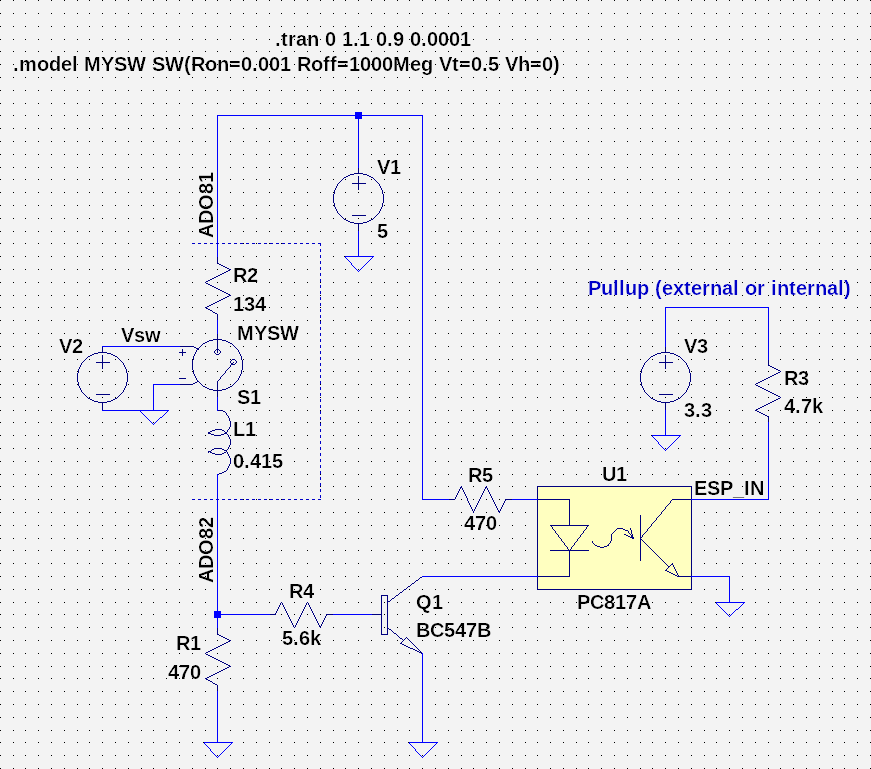 .tran 0 1.1 0.9 0.0001
.model MYSW SW(Ron=0.001 Roff=1000Meg Vt=0.5 Vh=0)
V1
5
ADO81
R2
134
Pullup (external or internal)
V2
Vsw
MYSW
S1
V3
3.3
R3
4.7k
L1
0.415
R5
470
U1
ESP_IN
PC817A
ADO82
R4
5.6k
Q1
BC547B
R1
470